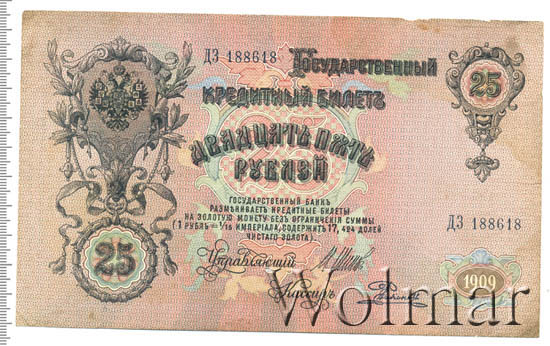 ДЗ 188618
Государственный
25
Кредитный Билетъ
Двадцать пять
рублей
Государственный Банкъ
размѣниваетъ кредитные билеты
на золотую монету безъ ограниченія суммы
(1 рубль = 1/15 имперіала, содержитъ 17,424 долей
чистаго золота).
ДЗ 188618
25
Управляющій
Кассиръ
1909
Wolmar